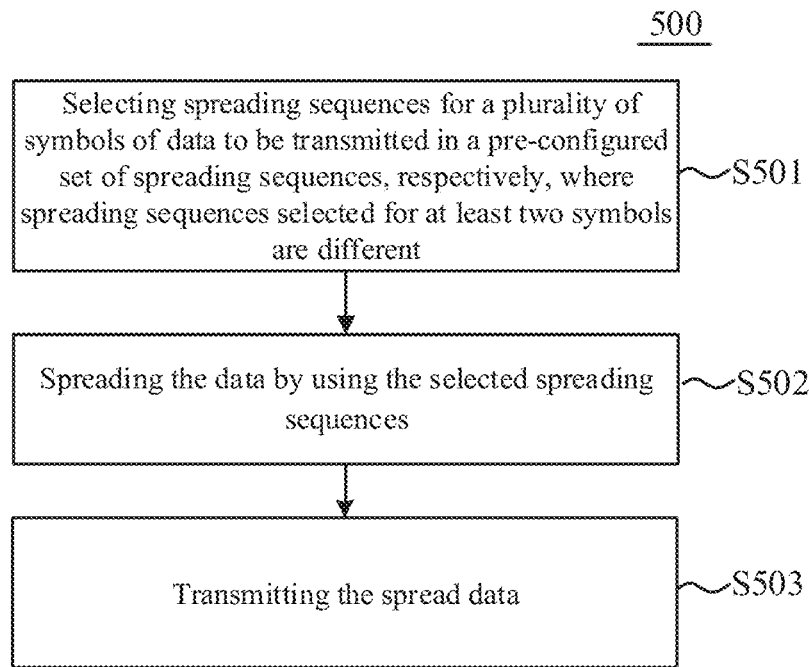 500
Selecting spreading sequences for a plurality of
symbols of data to be transmitted in a pre-configured
set of spreading sequences, respectively, where
spreading sequences selected for at least two symbols
are different
S501
Spreading the data by using the selected spreading
sequences
S502
Transmitting the spread data
S503